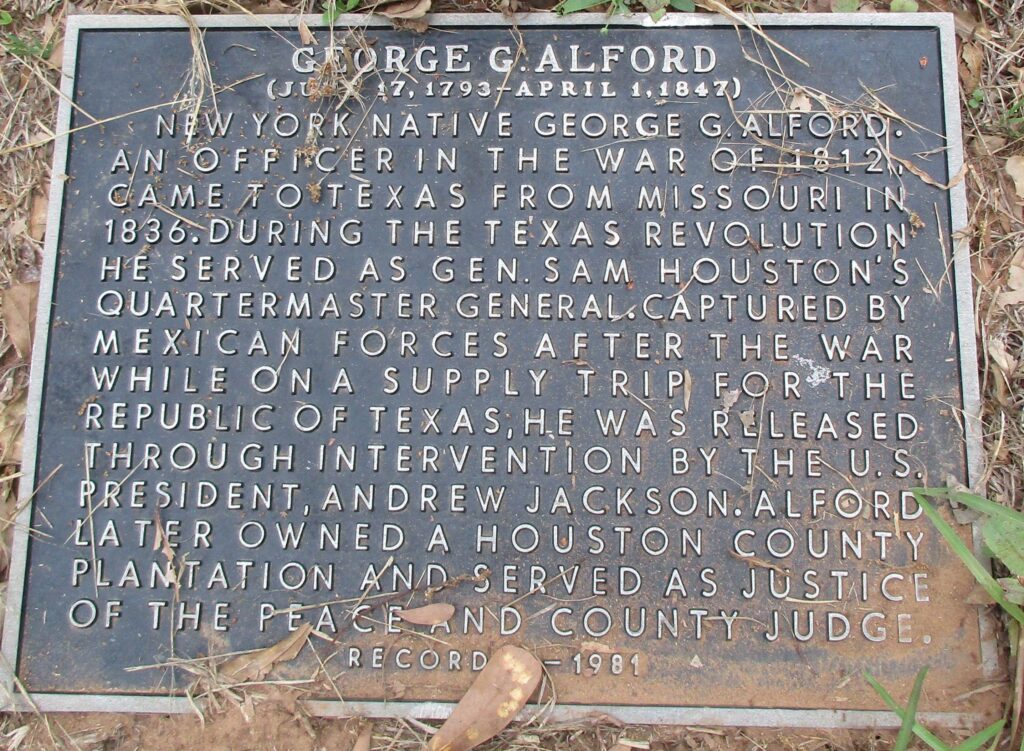 GEORGE G. ALFORD
17, 1793–APRIL 1, 1847)
NEW YORK NATIVE GEORGE G. ALFORD.
AN OFFICER IN THE WAR OF 1812,
CAME TO TEXAS FROM MISSOURI IN
1836. DURING THE TEXAS REVOLUTION
HE SERVED AS GEN. SAM HOUSTON'S
QUARTERMASTER GENERAL. CAPTURED BY
MEXICAN FORCES AFTER THE WAR
WHILE ON A SUPPLY TRIP FOR THE
REPUBLIC OF TEXAS, HE WAS RELEASED
THROUGH INTERVENTION BY THE U.S.
PRESIDENT, ANDREW JACKSON. ALFORD
LATER OWNED A HOUSTON COUNTY
PLANTATION AND SERVED AS JUSTICE
OF THE PEACE AND COUNTY JUDGE.
RECORDED – 1981